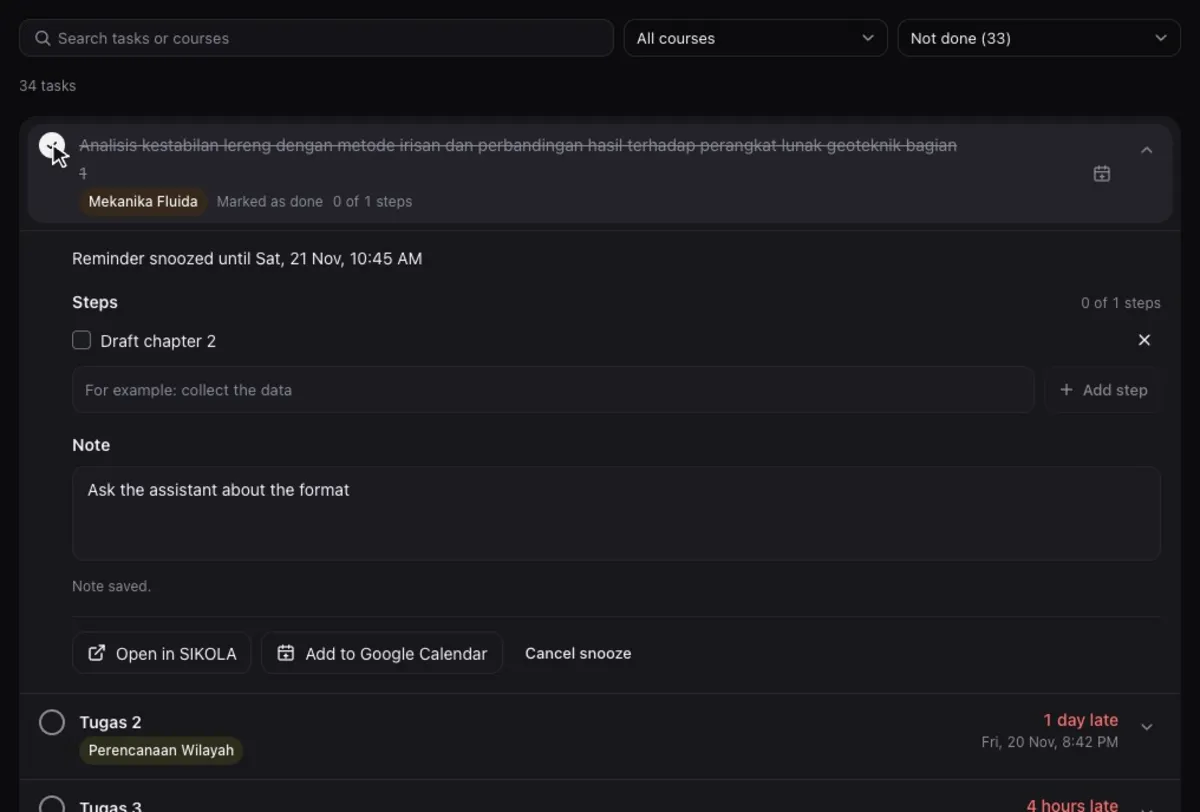 Search tasks or courses
All courses
Not done (33)
34 tasks
Analisis kestabilan lereng dengan metode irisan dan perbandingan hasil terhadap perangkat lunak geoteknik bagian
1
Mekanika Fluida Marked as done 0 of 1 steps
Reminder snoozed until Sat, 21 Nov, 10:45 AM
Steps
0 of 1 steps
Draft chapter 2
For example: collect the data
Add step
Note
Ask the assistant about the format
Note saved.
Open in SIKOLA
Add to Google Calendar
Cancel snooze
Tugas 2
1 day late
Perencanaan Wilayah
Fri, 20 Nov, 8:42 PM
Tugas 3
4 hours late